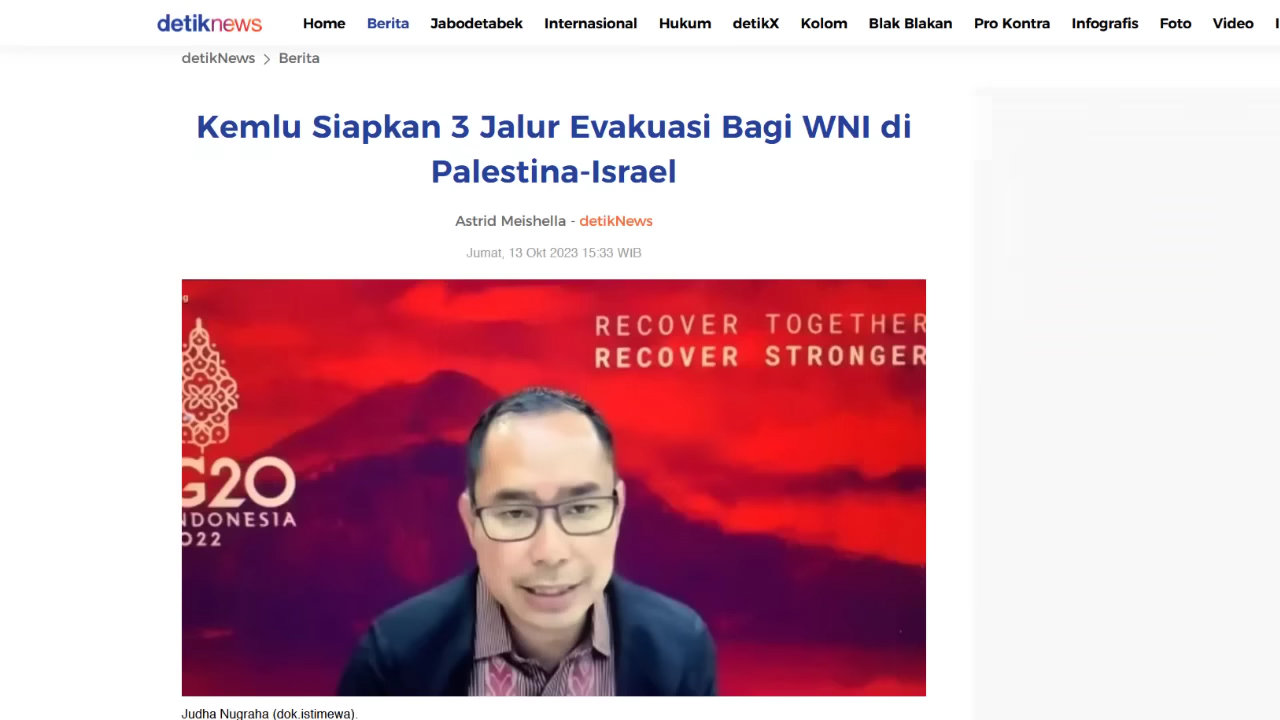 detiknews Home Berita Jabodetabek Internasional Hukum detikX Kolom Blak Blakan Pro Kontra Infografis Foto Video
detikNews > Berita
Kemlu Siapkan 3 Jalur Evakuasi Bagi WNI di
Palestina-Israel
Astrid Meishella - detikNews
Jumat, 13 Okt 2023 15:33 WIB
RECOVER TOGETHER
RECOVER STRONGER
G20
INDONESIA
2022
Judha Nugraha (dok.istimewa).